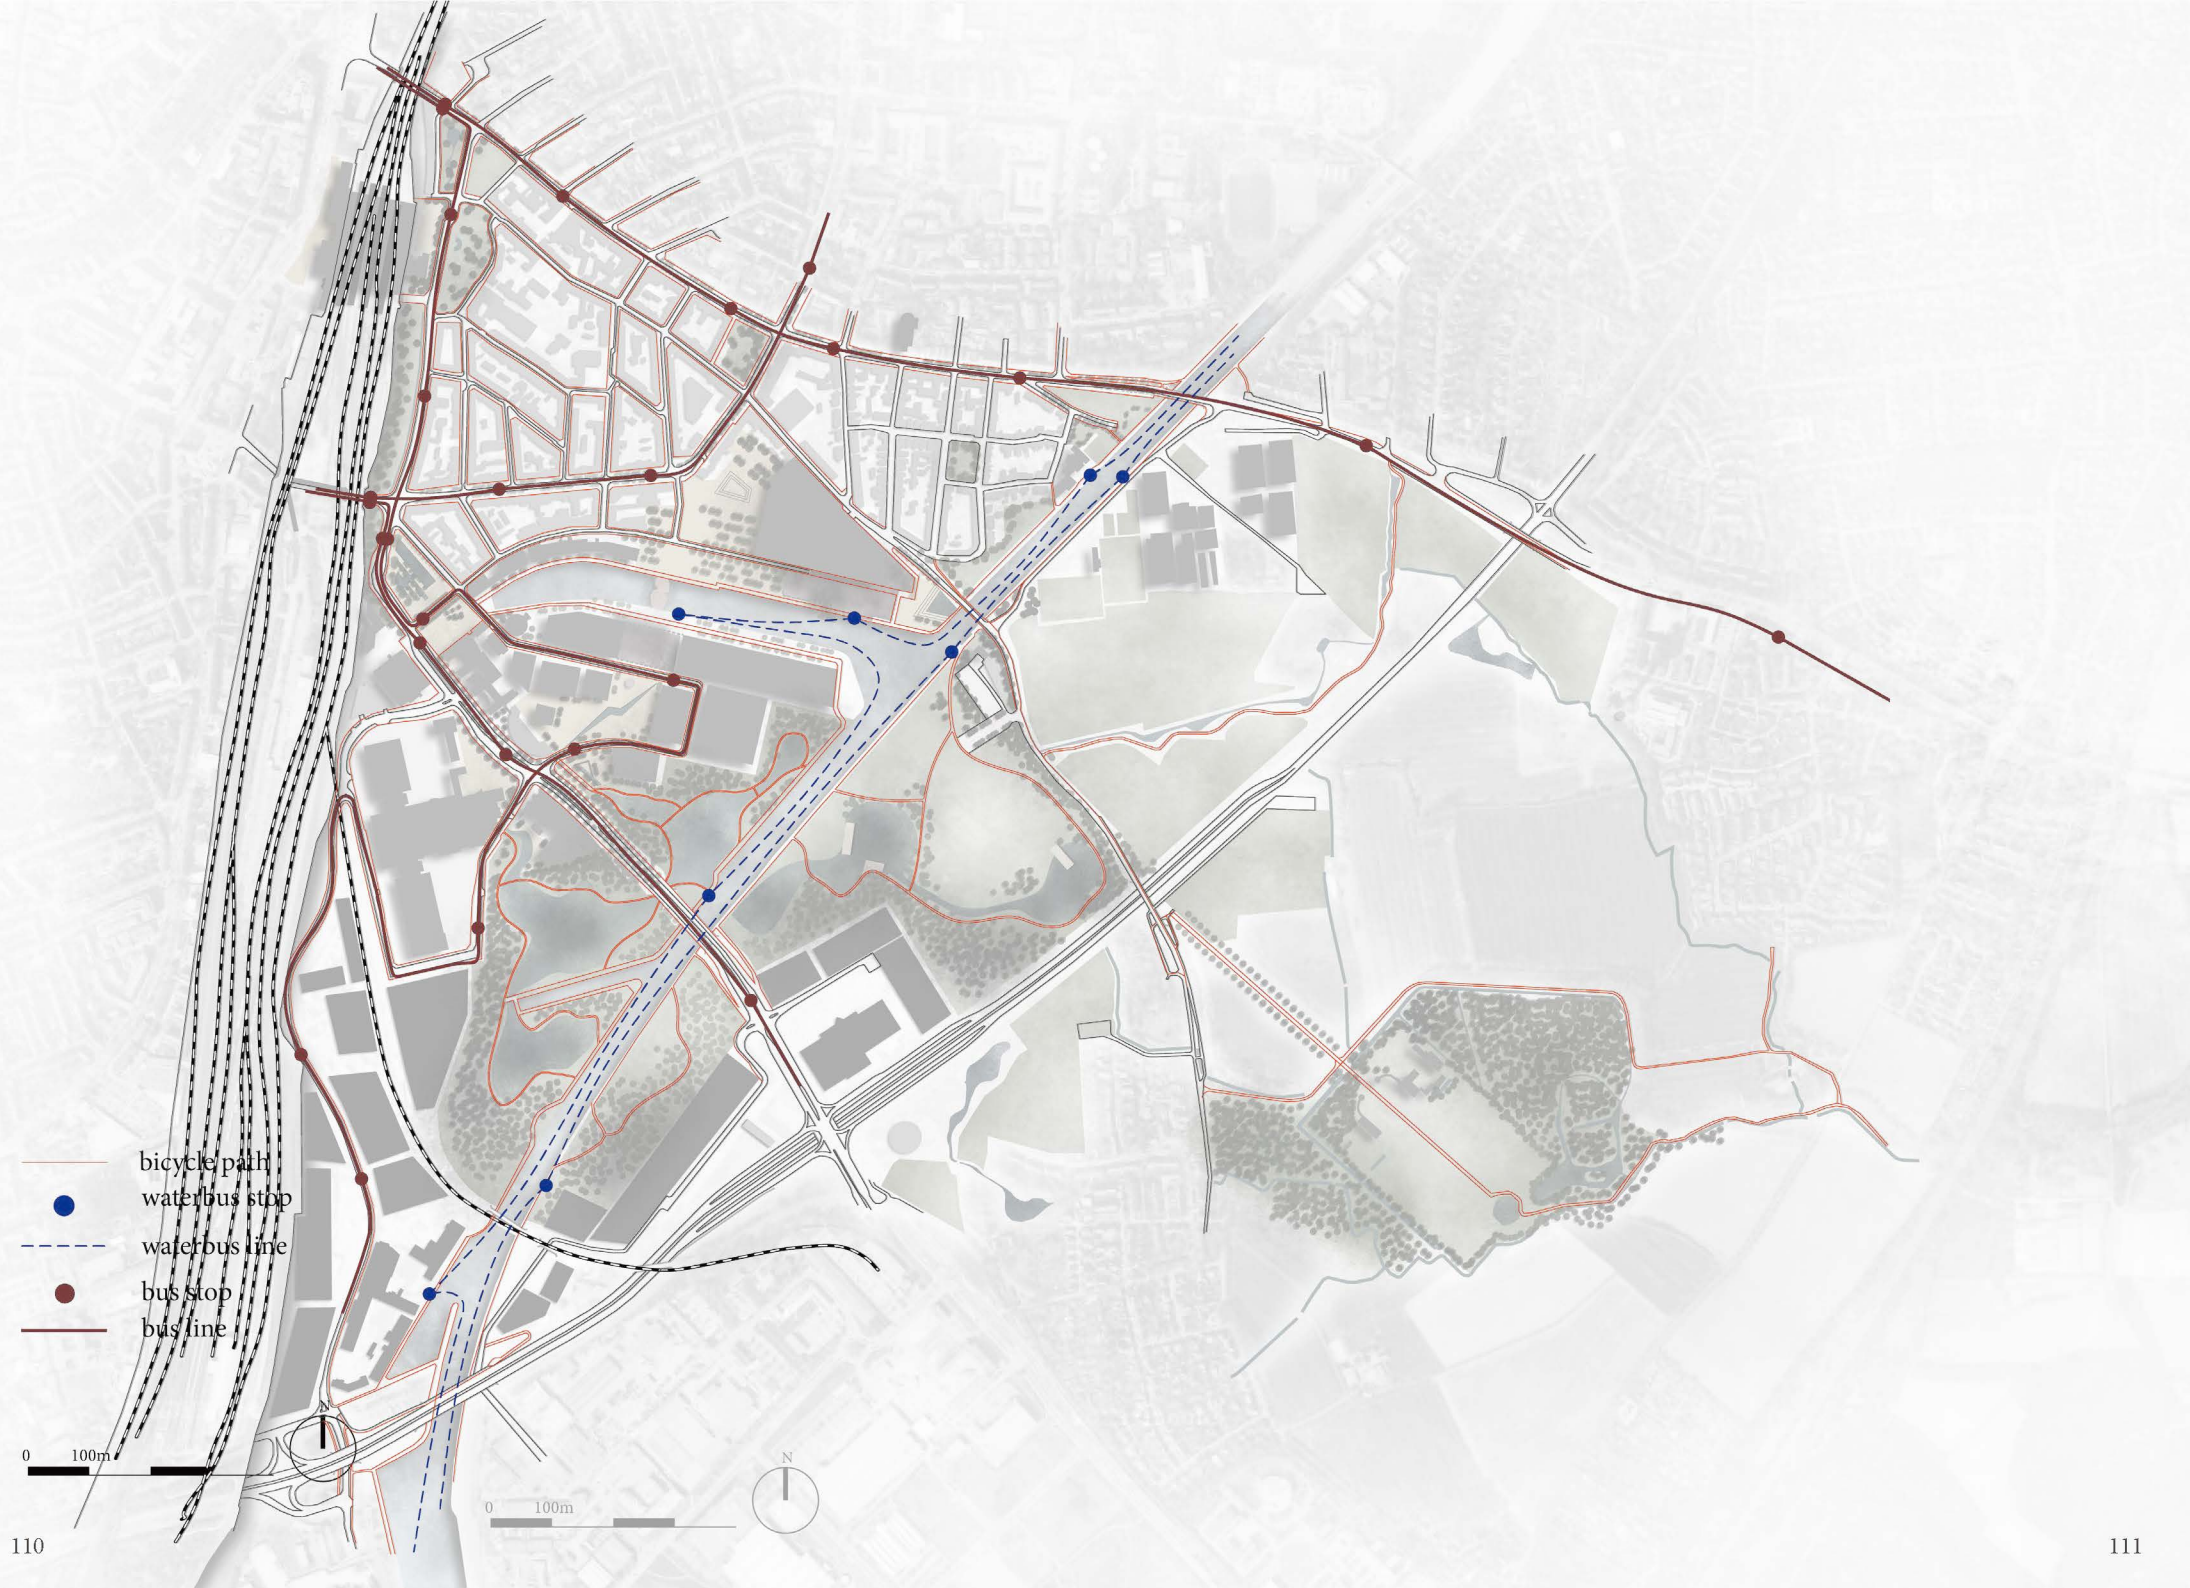 bicycle path
waterbus stop
waterbus line
bus stop
bus line
N
0 100m
N
0 100m
110
111